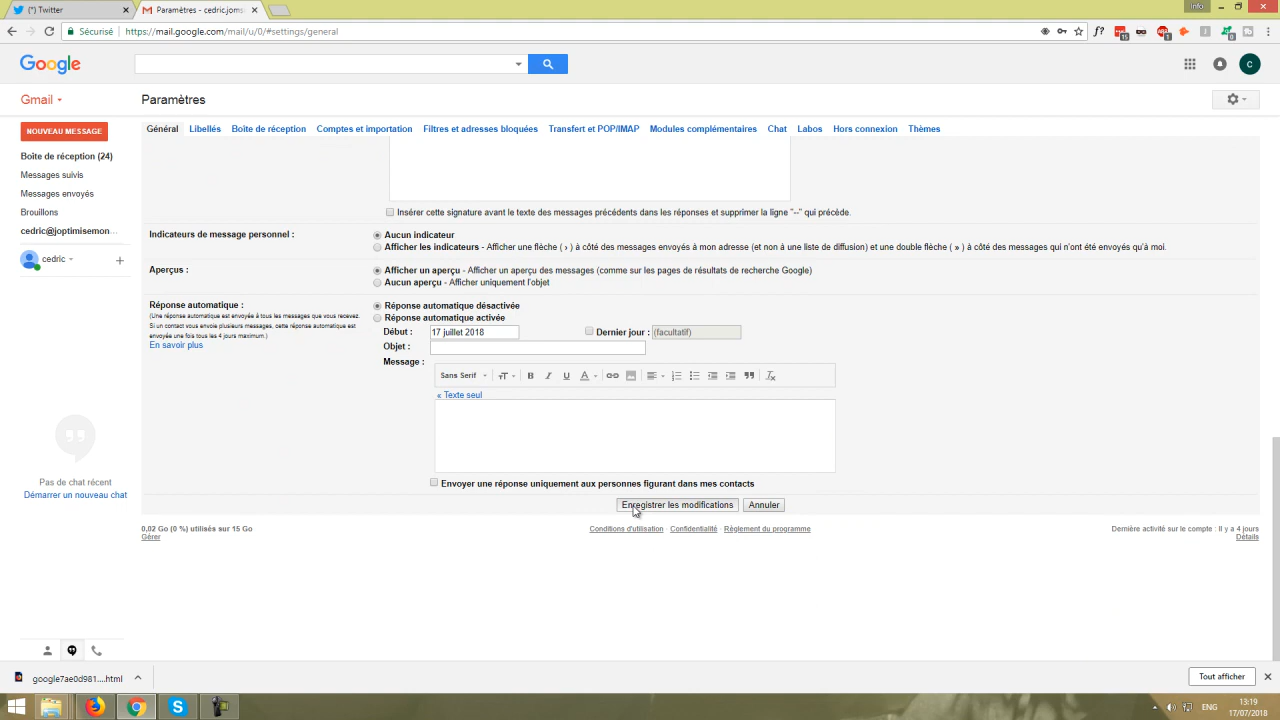 (*) Twitter
Paramètres - cedric.joms
Info
Sécurisé
https://mail.google.com/mail/u/0/#settings/general
f?
Google
C
Gmail
Paramètres
NOUVEAU MESSAGE
Général Libellés Boîte de réception Comptes et importation Filtres et adresses bloquées Transfert et POP/IMAP Modules complémentaires Chat Labos Hors connexion Thèmes
Boîte de réception (24)
Messages suivis
Messages envoyés
Brouillons
cedric@joptimisemon...
cedric
Insérer cette signature avant le texte des messages précédents dans les réponses et supprimer la ligne "--" qui précède.
Indicateurs de message personnel :
Aucun indicateur
Afficher les indicateurs - Afficher une flèche ( › ) à côté des messages envoyés à mon adresse (et non à une liste de diffusion) et une double flèche ( » ) à côté des messages qui n'ont été envoyés qu'à moi.
Aperçus :
Afficher un aperçu - Afficher un aperçu des messages (comme sur les pages de résultats de recherche Google)
Aucun aperçu - Afficher uniquement l'objet
Réponse automatique :
(Une réponse automatique est envoyée à tous les messages que vous recevez.
Si un contact vous envoie plusieurs messages, cette réponse automatique est
envoyée une fois tous les 4 jours maximum.)
En savoir plus
Réponse automatique désactivée
Réponse automatique activée
Début : 17 juillet 2018 Dernier jour : (facultatif)
Objet :
Message :
Sans Serif
« Texte seul
Envoyer une réponse uniquement aux personnes figurant dans mes contacts
Enregistrer les modifications Annuler
0,02 Go (0 %) utilisés sur 15 Go
Gérer
Conditions d'utilisation - Confidentialité - Règlement du programme
Dernière activité sur le compte : Il y a 4 jours
Détails
Pas de chat récent
Démarrer un nouveau chat
google7ae0d981....html
Tout afficher
ENG
13:19
17/07/2018